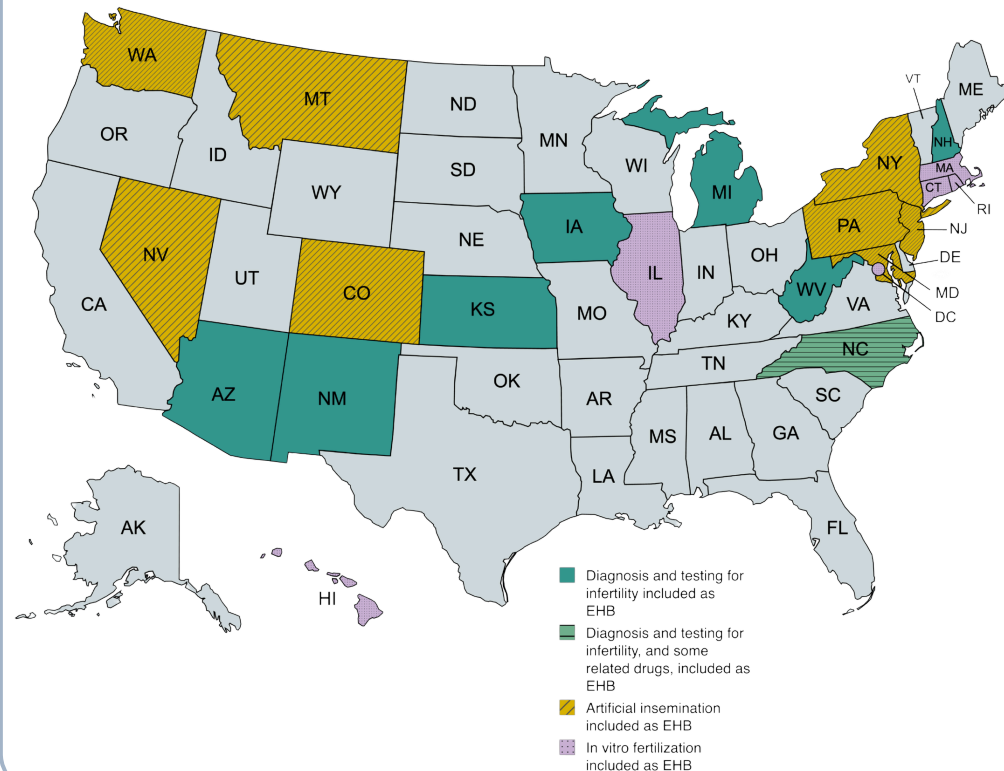 WA
MT
ND
MN
VT
ME
OR
ID
SD
WI
MI
NY
NH
MA
CT
RI
WY
IA
NE
PA
NJ
NV
UT
CO
IL
IN
OH
DE
MD
DC
CA
KS
MO
WV
VA
KY
NC
AZ
NM
OK
TN
AR
SC
MS
AL
GA
TX
LA
FL
AK
HI
Diagnosis and testing for
infertility included as
EHB
Diagnosis and testing for
infertility, and some
related drugs, included as
EHB
Artificial insemination
included as EHB
In vitro fertilization
included as EHB